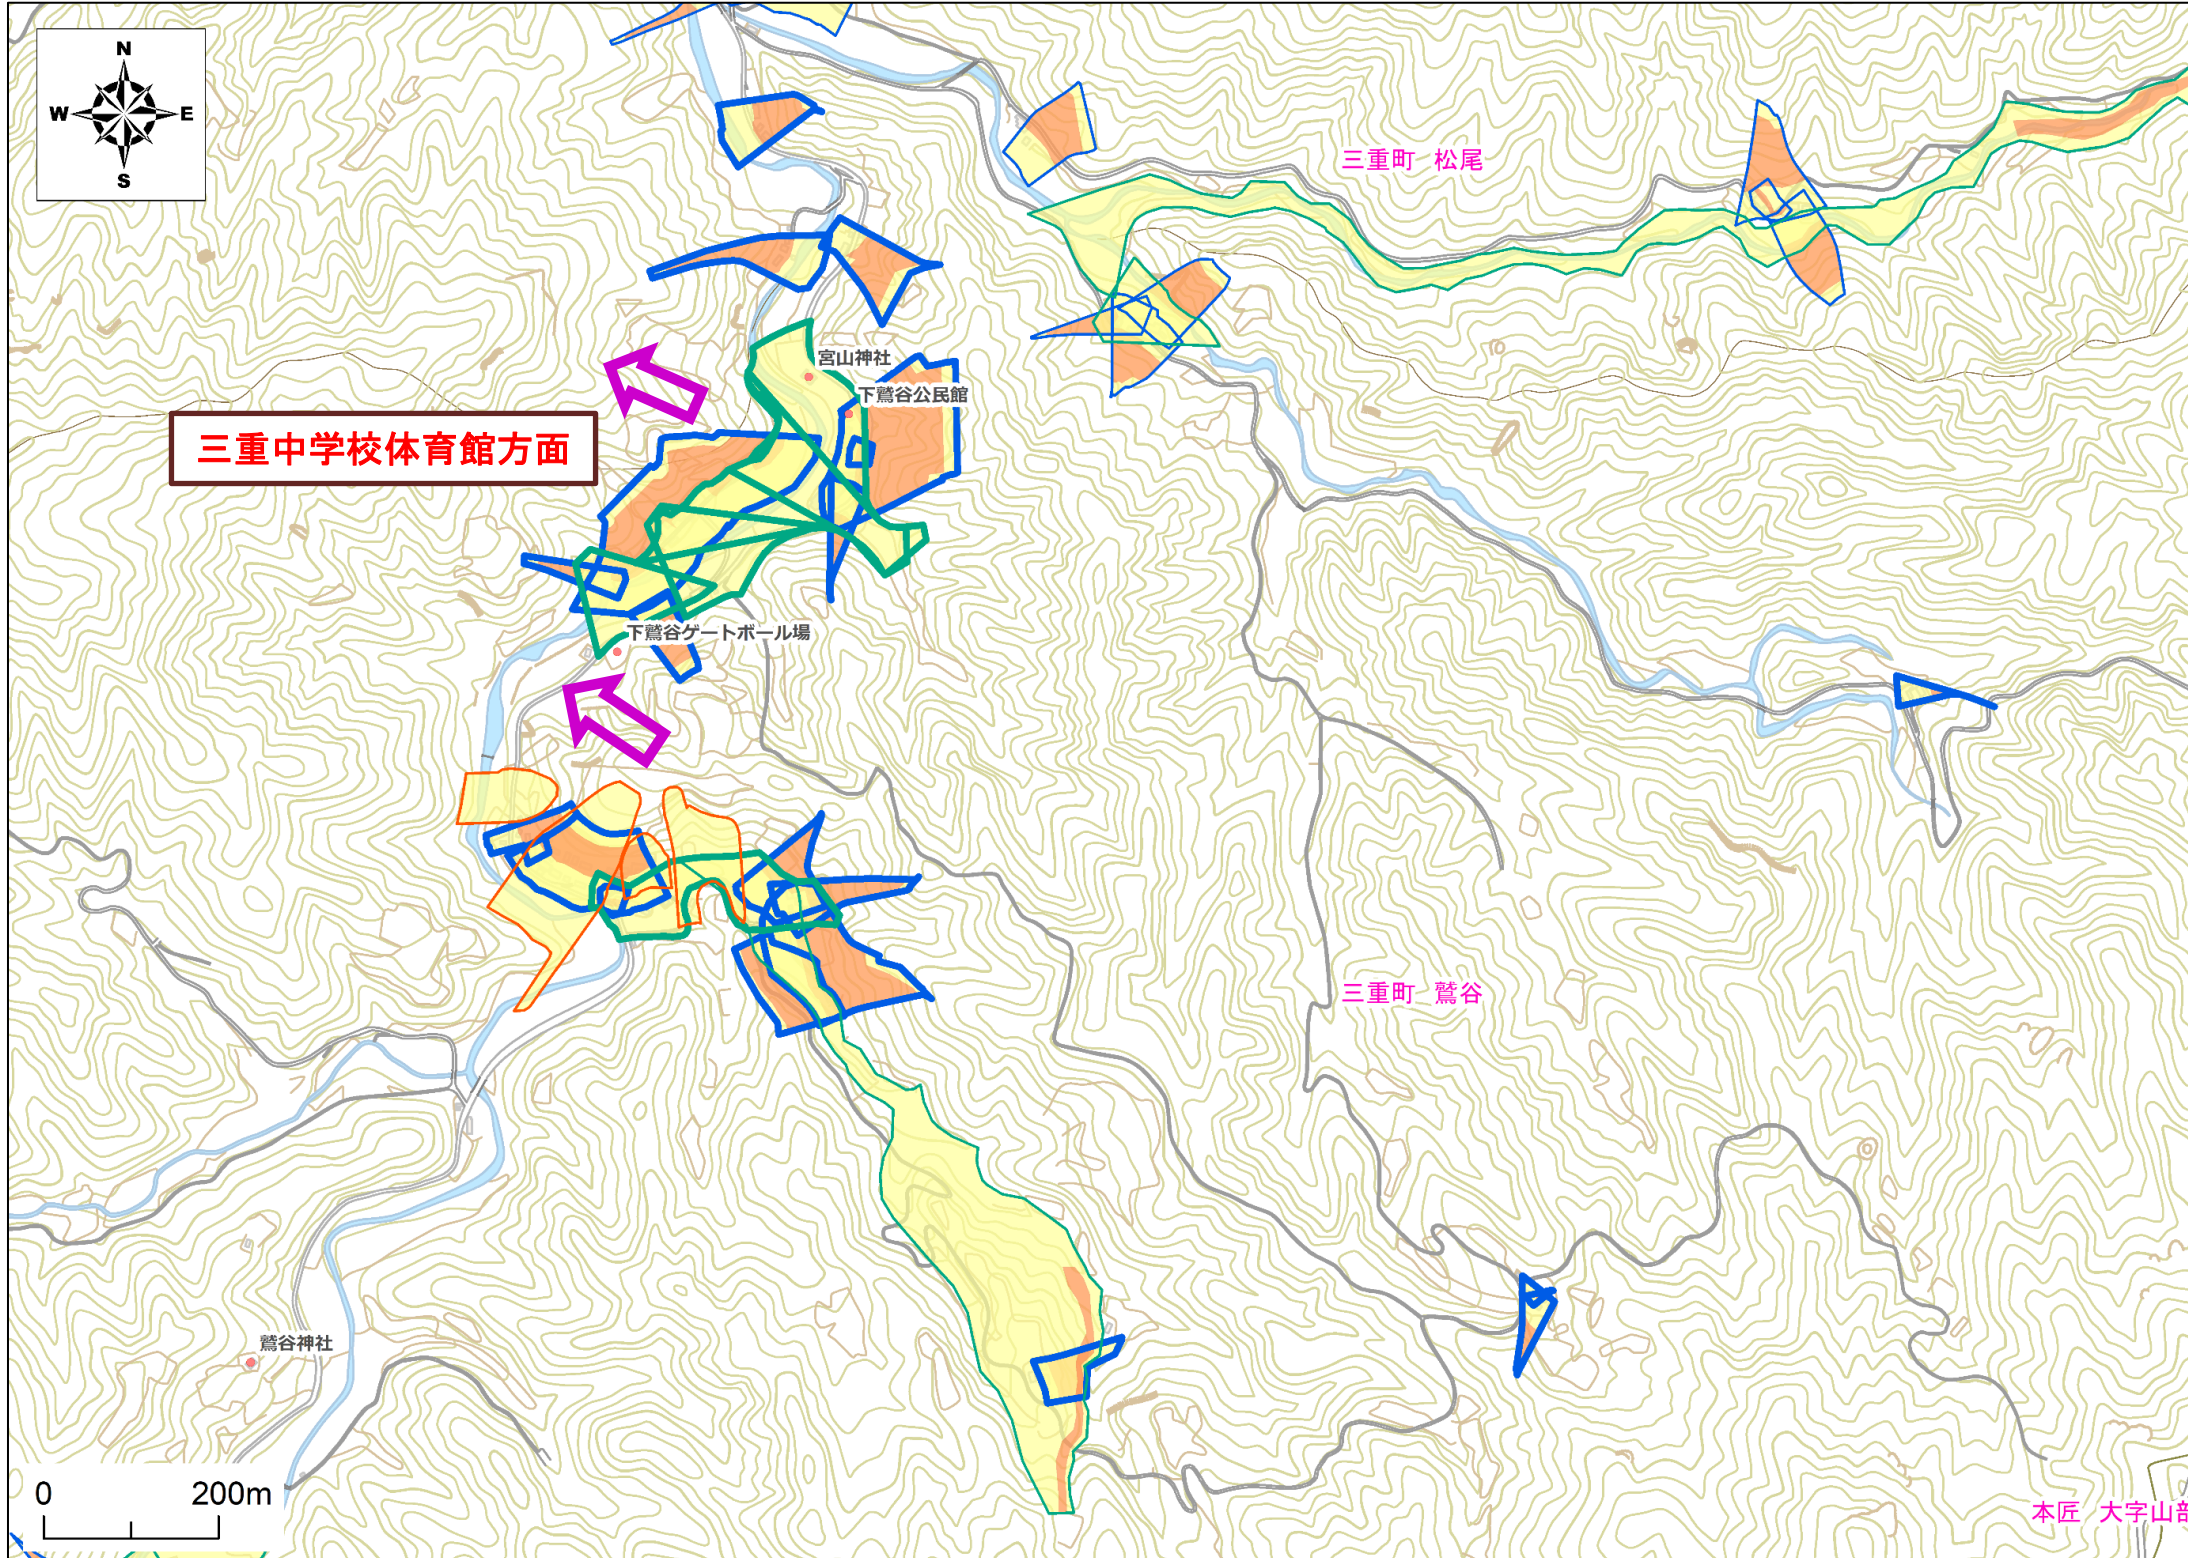 N
W E
S
三重町 松尾
宮山神社
下鷲谷公民館
三重中学校体育館方面
下鷲谷ゲートボール場
三重町 鷲谷
鷲谷神社
0 200m
本匠 大字山部